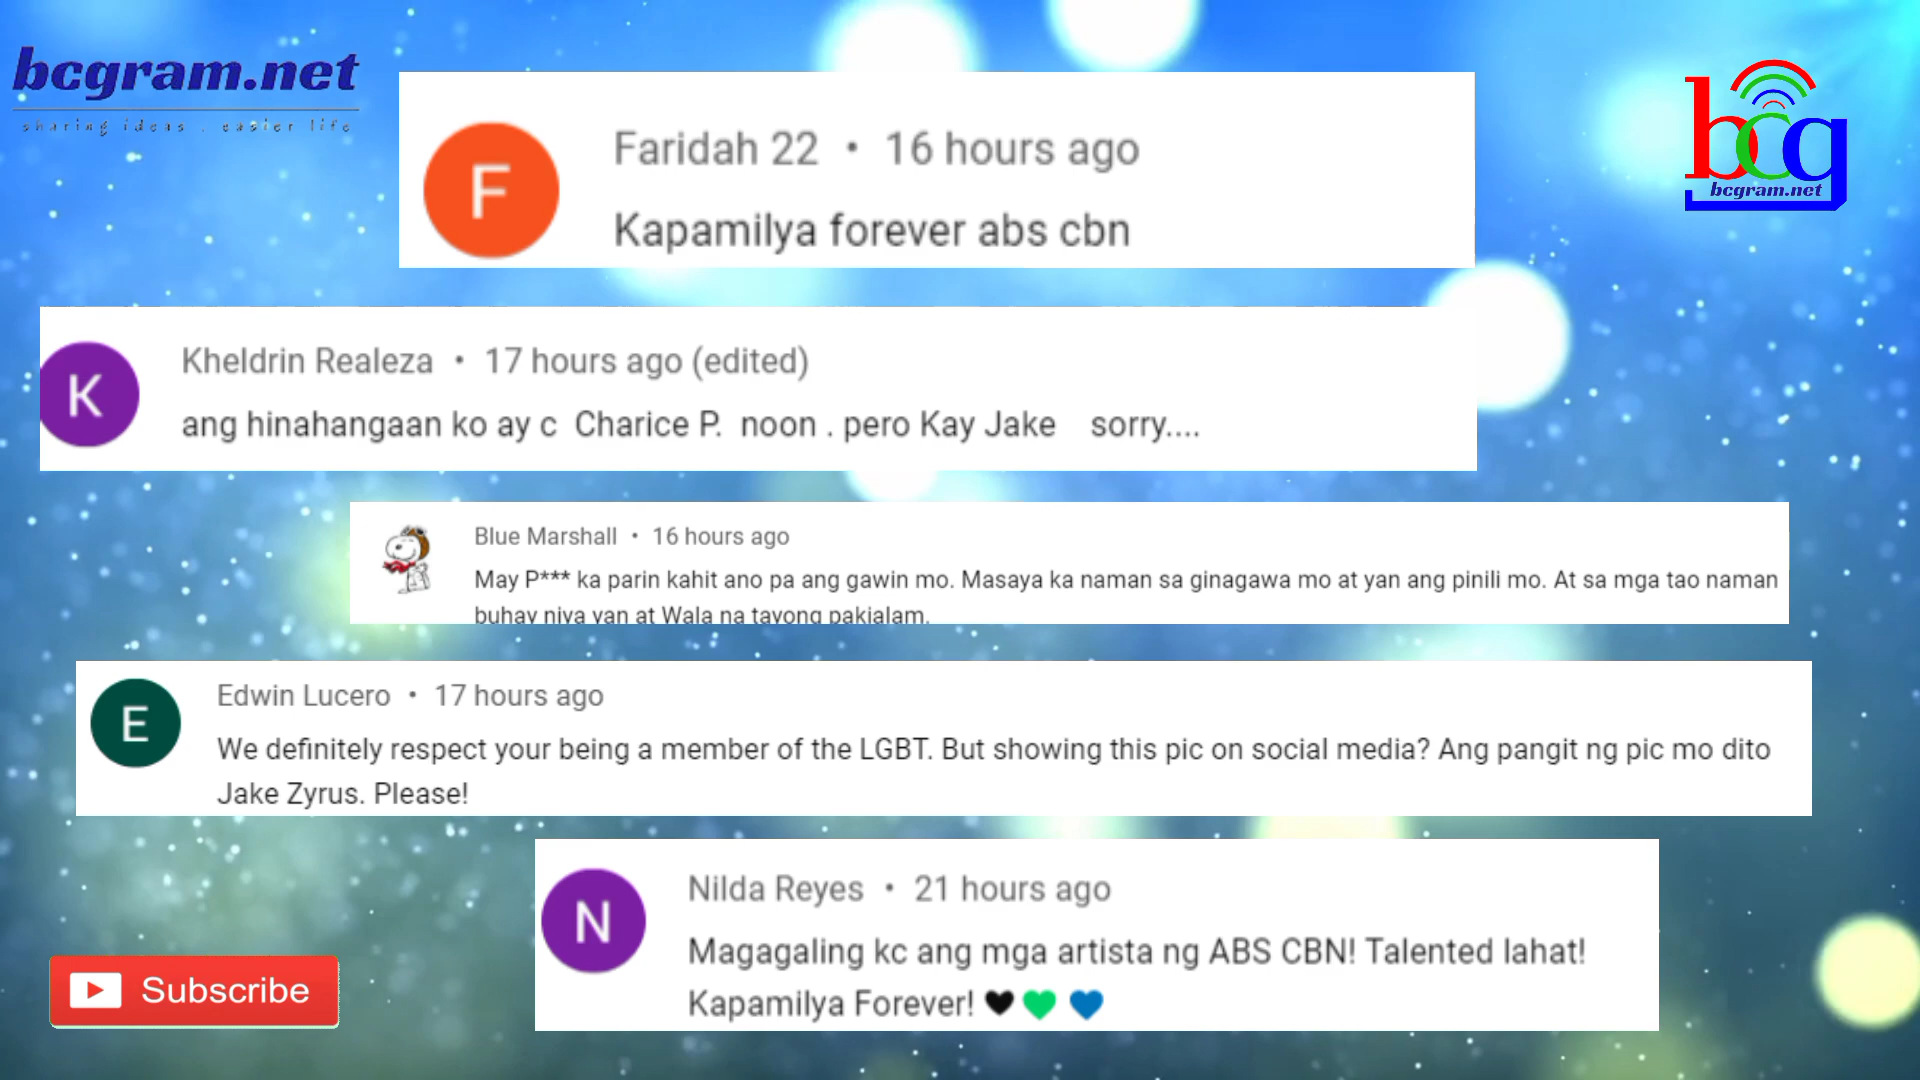 bcgram.net
sharing ideas . easier life
bcg
bcgram.net
Faridah 22 • 16 hours ago
Kapamilya forever abs cbn
K
Kheldrin Realeza • 17 hours ago (edited)
ang hinahangaan ko ay c Charice P. noon . pero Kay Jake sorry....
Blue Marshall • 16 hours ago
May P*** ka parin kahit ano pa ang gawin mo. Masaya ka naman sa ginagawa mo at yan ang pinili mo. At sa mga tao naman
buhay niya yan at Wala na tayong pakialam.
E
Edwin Lucero • 17 hours ago
We definitely respect your being a member of the LGBT. But showing this pic on social media? Ang pangit ng pic mo dito
Jake Zyrus. Please!
N
Nilda Reyes • 21 hours ago
Magagaling kc ang mga artista ng ABS CBN! Talented lahat!
Kapamilya Forever! 🖤💚💙
F
Subscribe